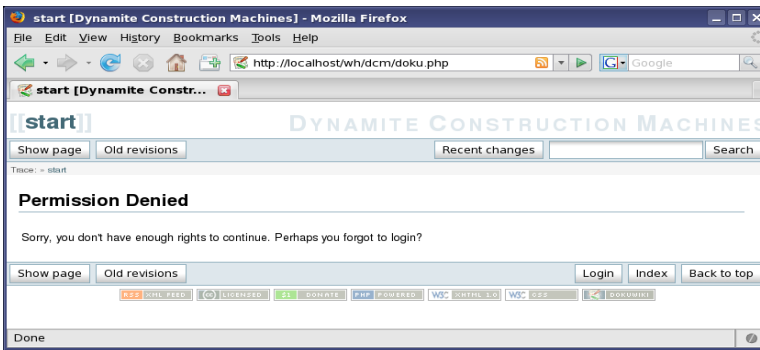 start [Dynamite Construction Machines] - Mozilla Firefox
File Edit View History Bookmarks Tools Help
http://localhost/wh/dcm/doku.php
G Google
start [Dynamite Constr...
[[start]]
DYNAMITE CONSTRUCTION MACHINES
Show page Old revisions Recent changes Search
Trace: » start
Permission Denied
Sorry, you don't have enough rights to continue. Perhaps you forgot to login?
Show page Old revisions Login Index Back to top
RSS XML FEED (cc) LICENSED $1 DONATE PHP POWERED W3C XHTML 1.0 W3C CSS DOKUWIKI
Done